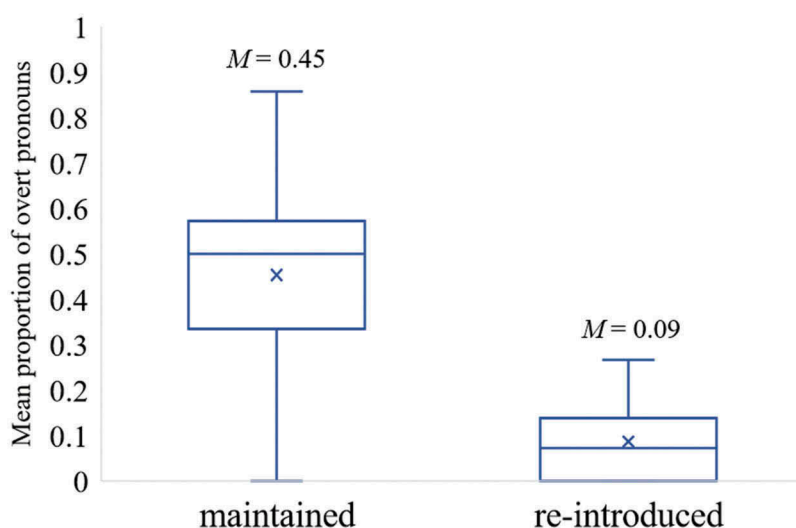 Mean proportion of overt pronouns
1
0.9
0.8
0.7
0.6
0.5
0.4
0.3
0.2
0.1
0
M = 0.45
M = 0.09
maintained
re-introduced